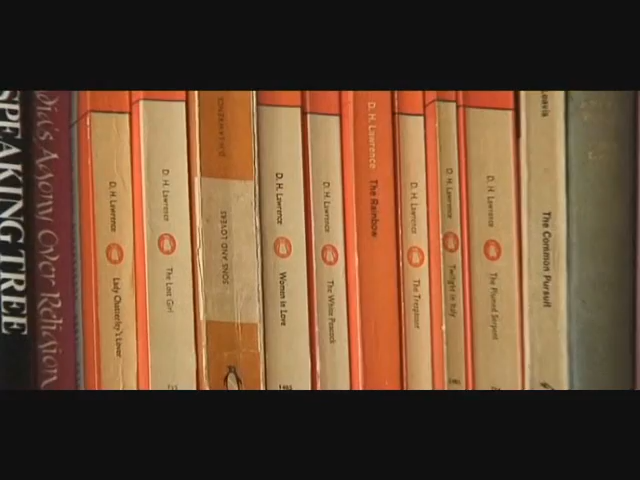 SPEAKING TREE
India's Agony Over Religion
D. H. Lawrence Lady Chatterley's Lover
D. H. Lawrence The Lost Girl
SONS AND LOVERS
D. H. Lawrence Women in Love
D. H. Lawrence The White Peacock
D. H. Lawrence The Rainbow
D. H. Lawrence The Trespasser
D. H. Lawrence Twilight in Italy
D. H. Lawrence The Plumed Serpent
Leavis The Common Pursuit